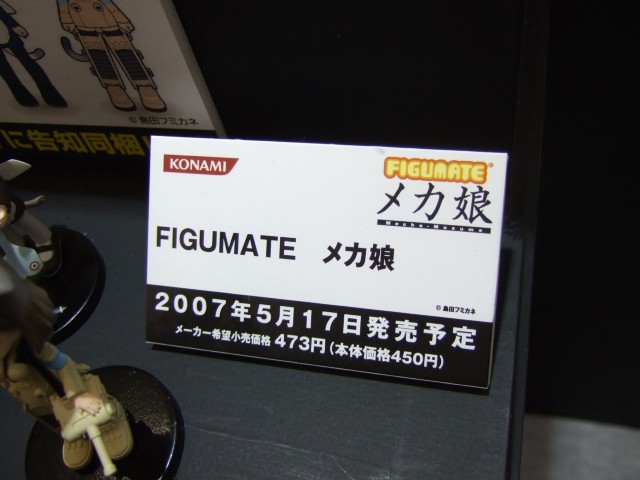 ©島田フミカネ
に告知同梱
KONAMI
FIGUMATE
メカ娘
Mecha-Musume
FIGUMATE メカ娘
©島田フミカネ
2007年5月17日発売予定
メーカー希望小売価格 473円(本体価格450円)